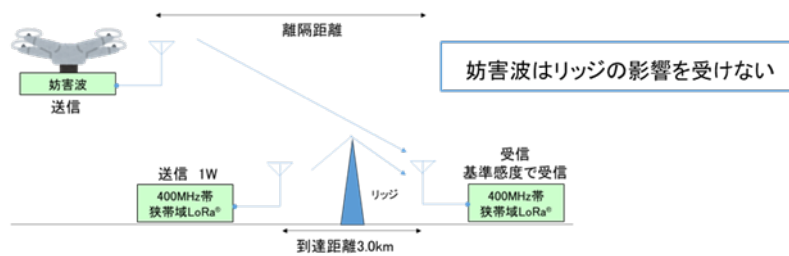 離隔距離
妨害波はリッジの影響を受けない
妨害波
送信
送信 1W
受信
基準感度で受信
400MHz帯
狭帯域LoRa®
リッジ
400MHz帯
狭帯域LoRa®
到達距離3.0km